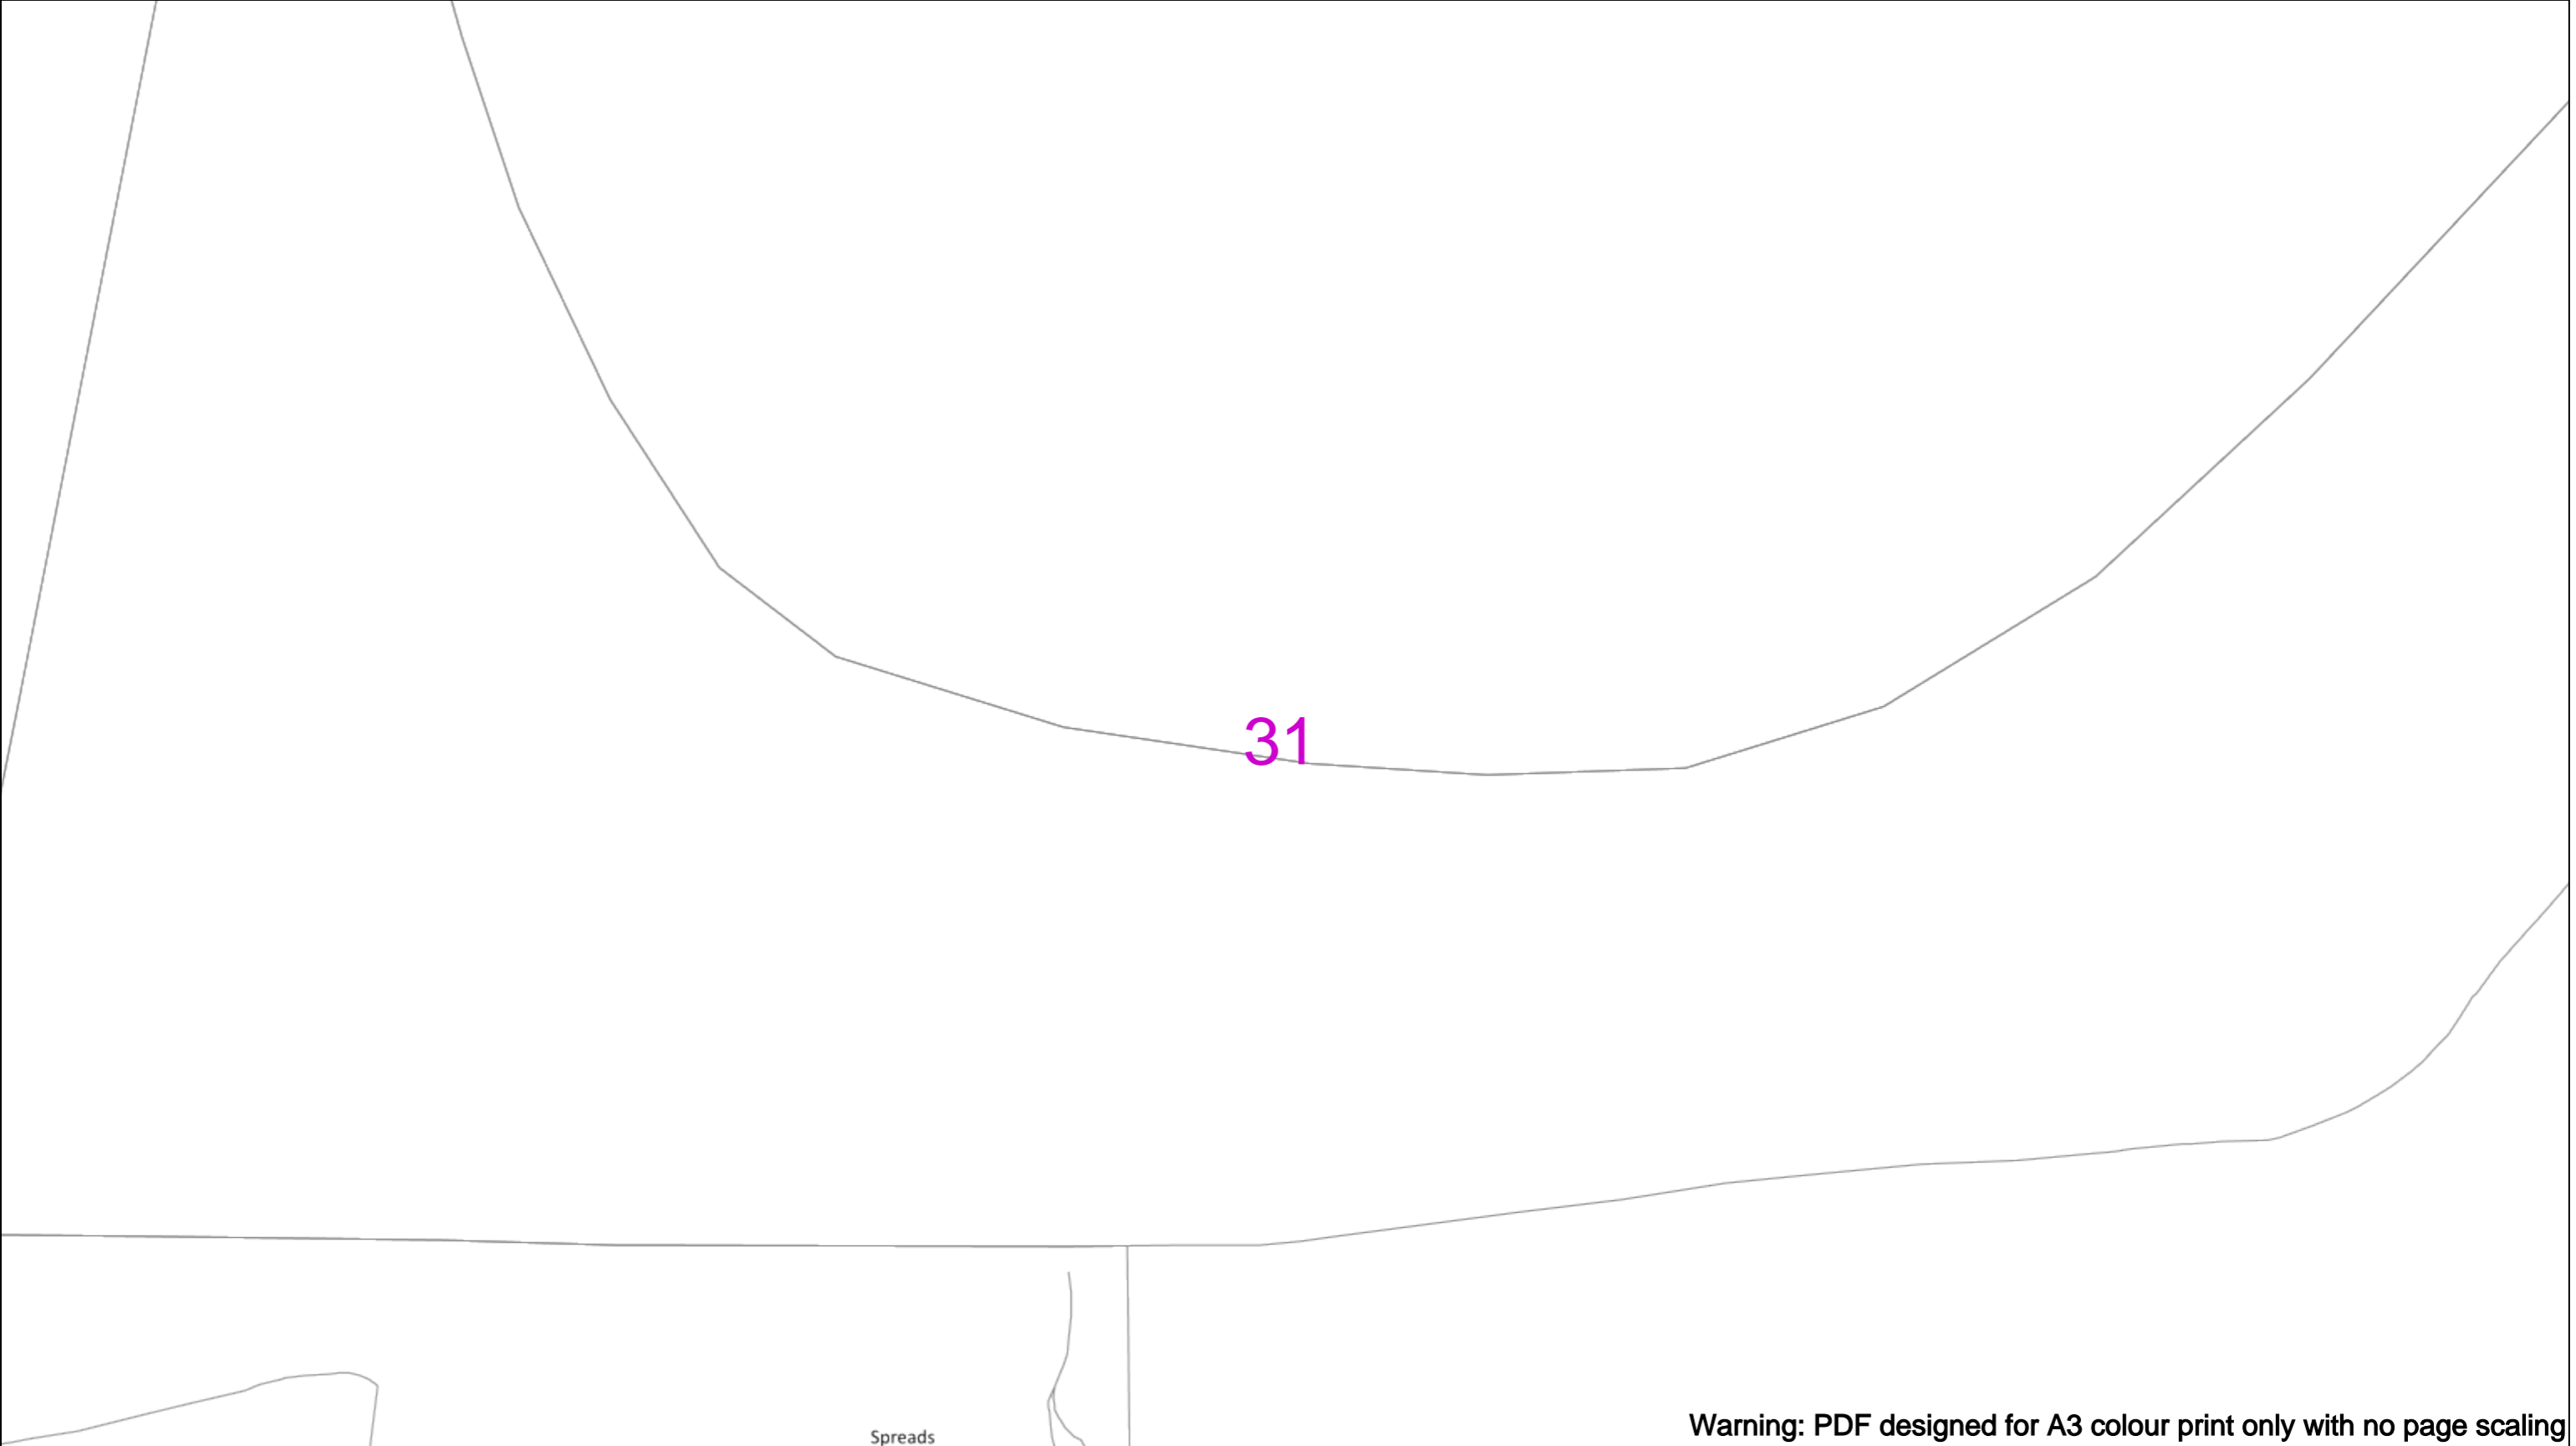 31
Warning: PDF designed for A3 colour print only with no page scaling
Spreads